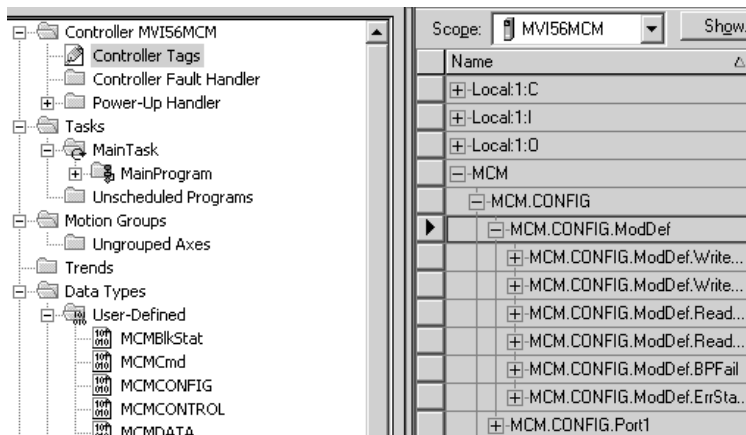 Controller MVI56MCM
Controller Tags
Controller Fault Handler
Power-Up Handler
Tasks
MainTask
MainProgram
Unscheduled Programs
Motion Groups
Ungrouped Axes
Trends
Data Types
User-Defined
MCMBlkStat
MCMCmd
MCMCONFIG
MCMCONTROL
MCMDATA
Scope: MVI56MCM Show.
Name
Local:1:C
Local:1:I
Local:1:O
MCM
MCM.CONFIG
MCM.CONFIG.ModDef
MCM.CONFIG.ModDef.Write...
MCM.CONFIG.ModDef.Write...
MCM.CONFIG.ModDef.Read...
MCM.CONFIG.ModDef.Read...
MCM.CONFIG.ModDef.BPFail
MCM.CONFIG.ModDef.ErrSta...
MCM.CONFIG.Port1